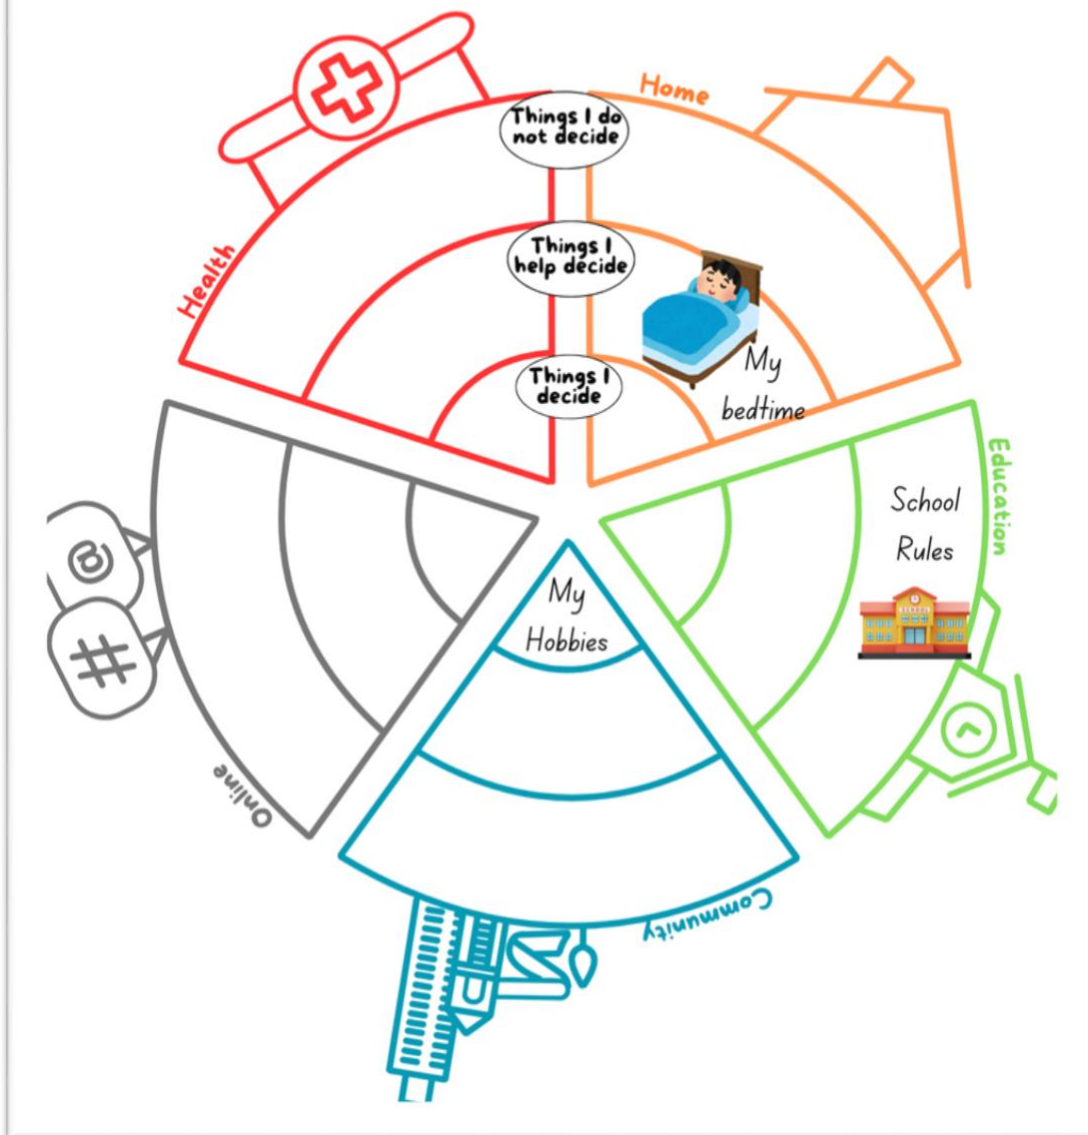 Home
Things I do
not decide
Things I
help decide
Health
Things I
decide
My
bedtime
Education
School
Rules
SCHOOL
@
#
My
Hobbies
Online
Community